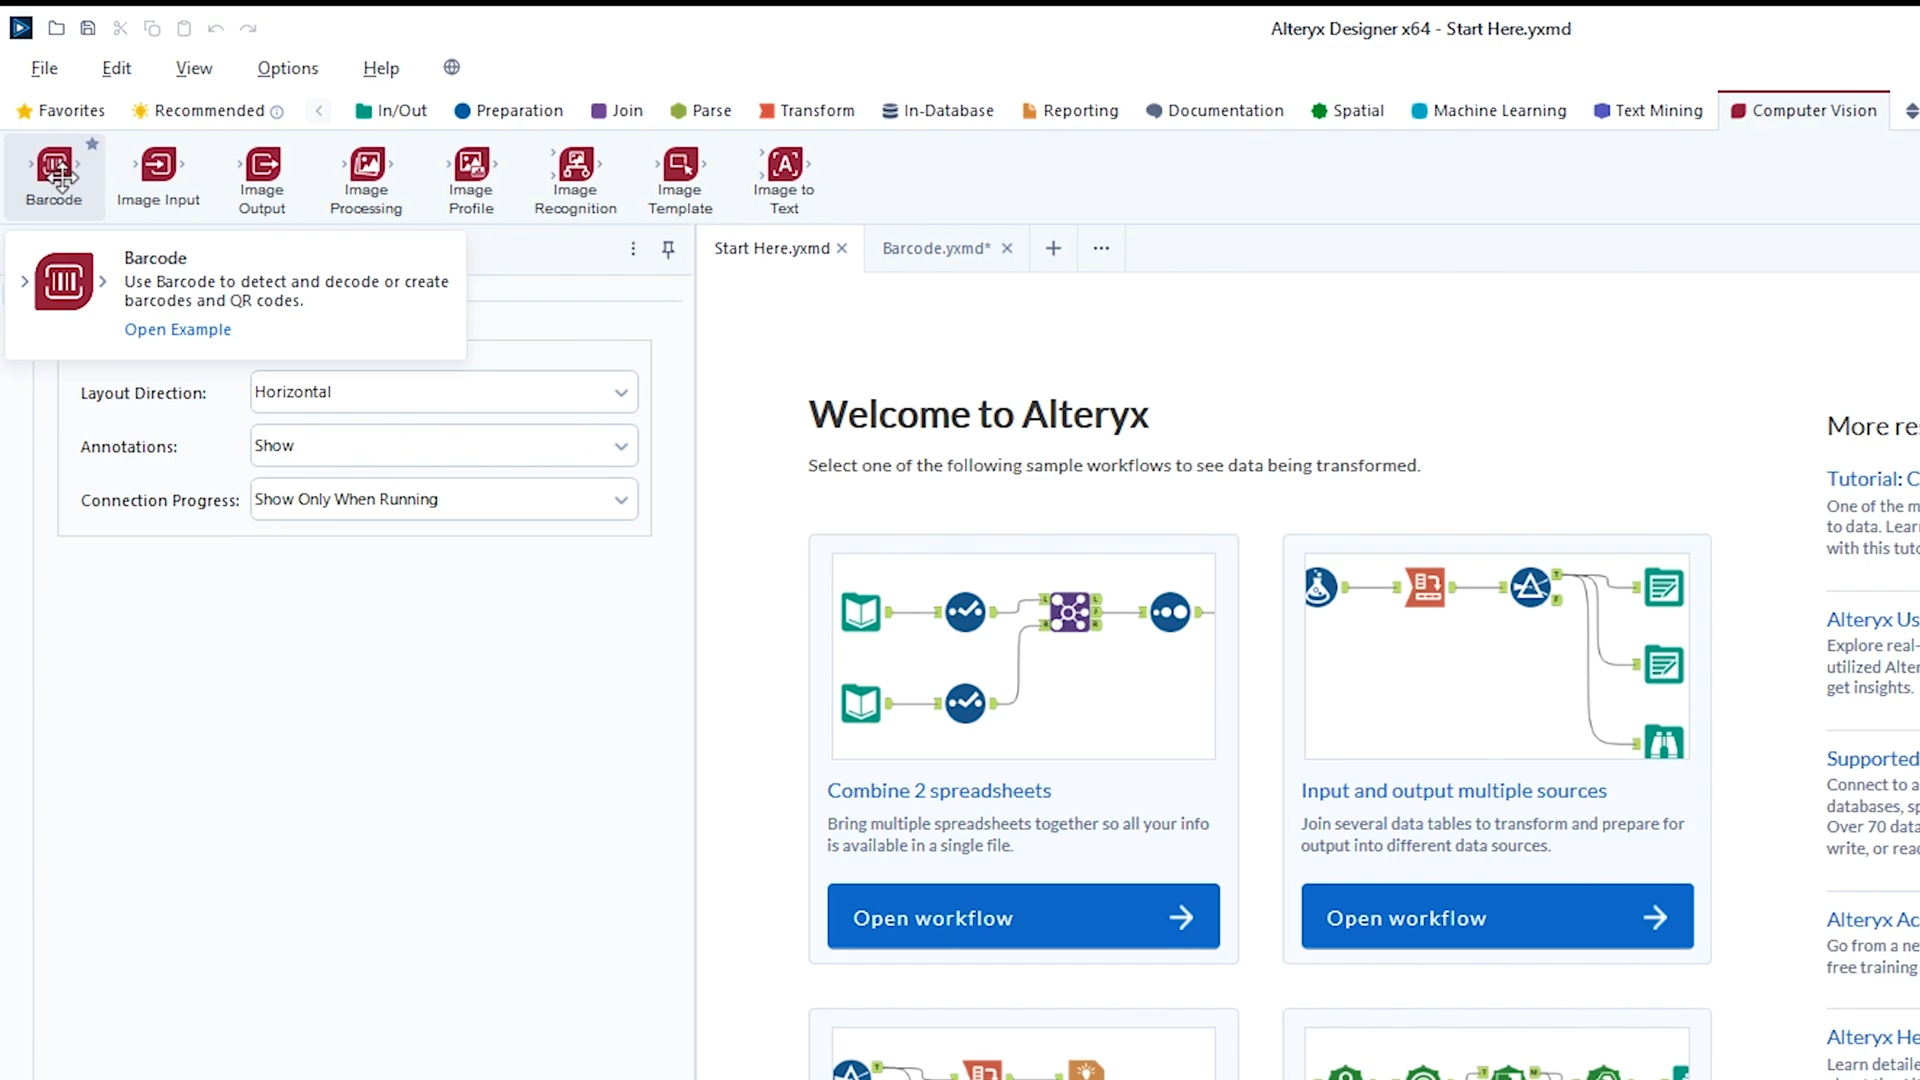 Alteryx Designer x64 - Start Here.yxmd
File Edit View Options Help
Favorites Recommended In/Out Preparation Join Parse Transform In-Database Reporting Documentation Spatial Machine Learning Text Mining Computer Vision
Barcode
Image Input
Image
Output
Image
Processing
Image
Profile
Image
Recognition
Image
Template
Image to
Text
Barcode
Use Barcode to detect and decode or create
barcodes and QR codes.
Open Example
Start Here.yxmd
Barcode.yxmd*
Layout Direction: Horizontal
Annotations: Show
Connection Progress: Show Only When Running
Welcome to Alteryx
Select one of the following sample workflows to see data being transformed.
Combine 2 spreadsheets
Bring multiple spreadsheets together so all your info
is available in a single file.
Open workflow
Input and output multiple sources
Join several data tables to transform and prepare for
output into different data sources.
Open workflow
More re
Tutorial: C
One of the m
to data. Lear
with this tuto
Alteryx Us
Explore real-
utilized Alter
get insights.
Supported
Connect to a
databases, sp
Over 70 data
write, or read
Alteryx Ac
Go from a ne
free training
Alteryx He
Learn detaile